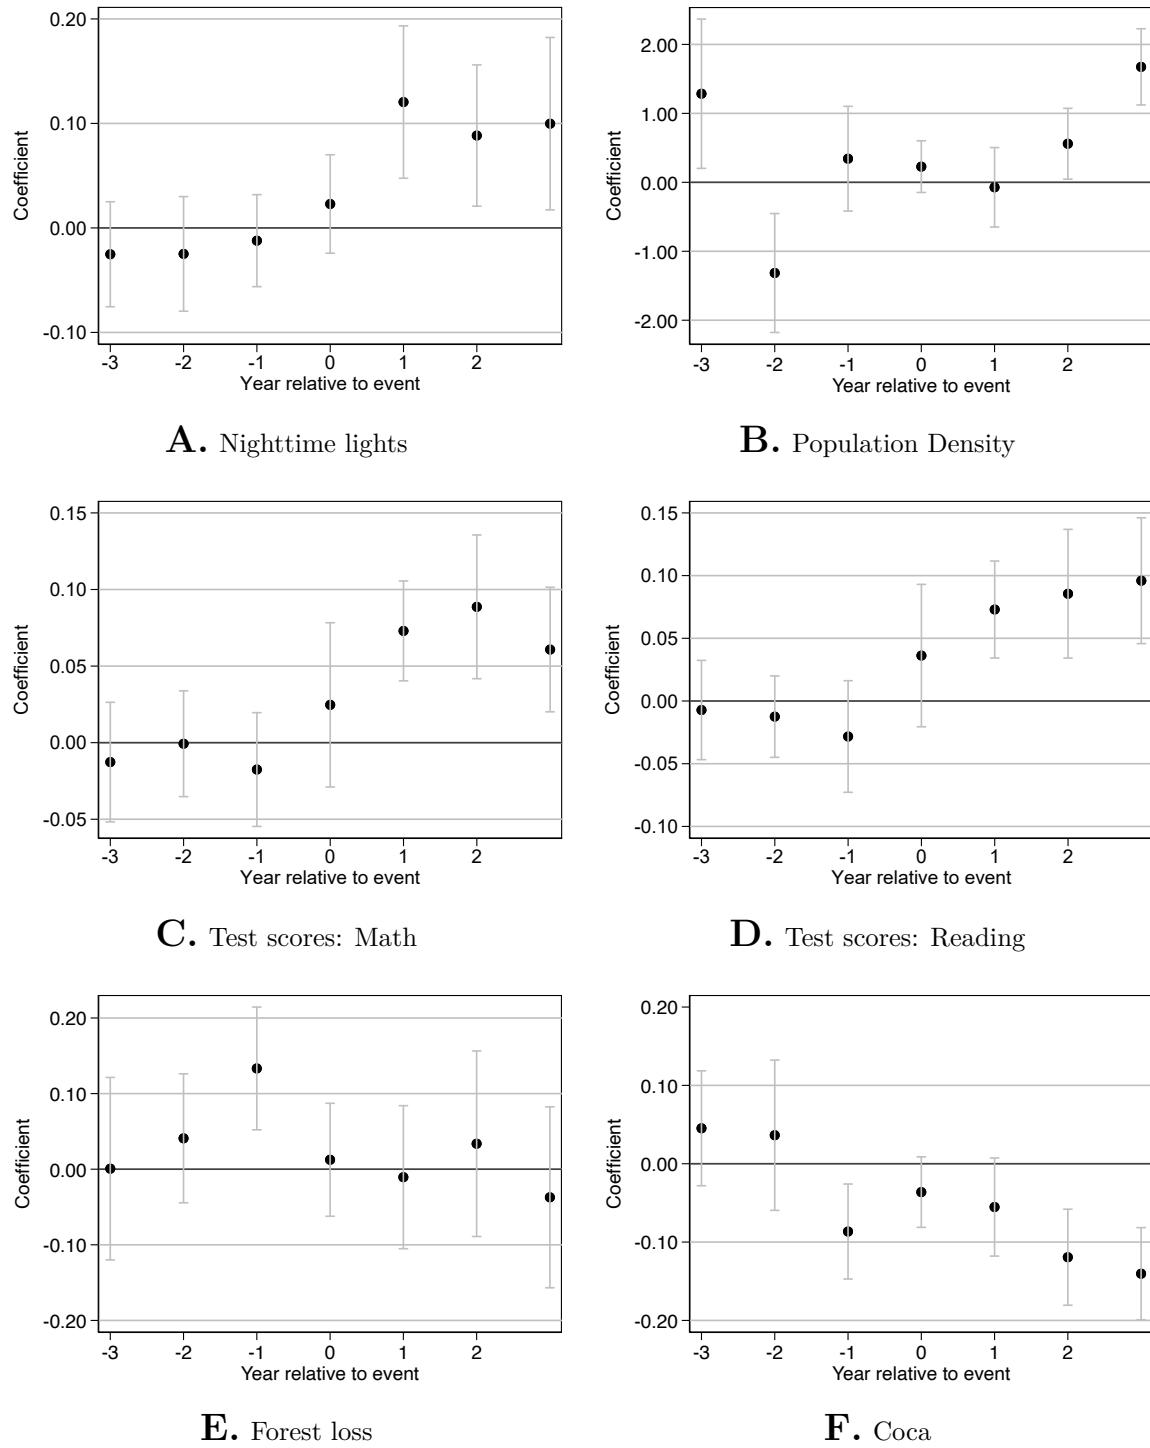 0.20
0.10
0.00
-0.10
Coefficient
-3 -2 -1 0 1 2
Year relative to event
A. Nighttime lights
2.00
1.00
0.00
-1.00
-2.00
Coefficient
-3 -2 -1 0 1 2
Year relative to event
B. Population Density
0.15
0.10
0.05
0.00
-0.05
Coefficient
-3 -2 -1 0 1 2
Year relative to event
C. Test scores: Math
0.15
0.10
0.05
0.00
-0.05
-0.10
Coefficient
-3 -2 -1 0 1 2
Year relative to event
D. Test scores: Reading
0.20
0.10
0.00
-0.10
-0.20
Coefficient
-3 -2 -1 0 1 2
Year relative to event
E. Forest loss
0.20
0.10
0.00
-0.10
-0.20
Coefficient
-3 -2 -1 0 1 2
Year relative to event
F. Coca